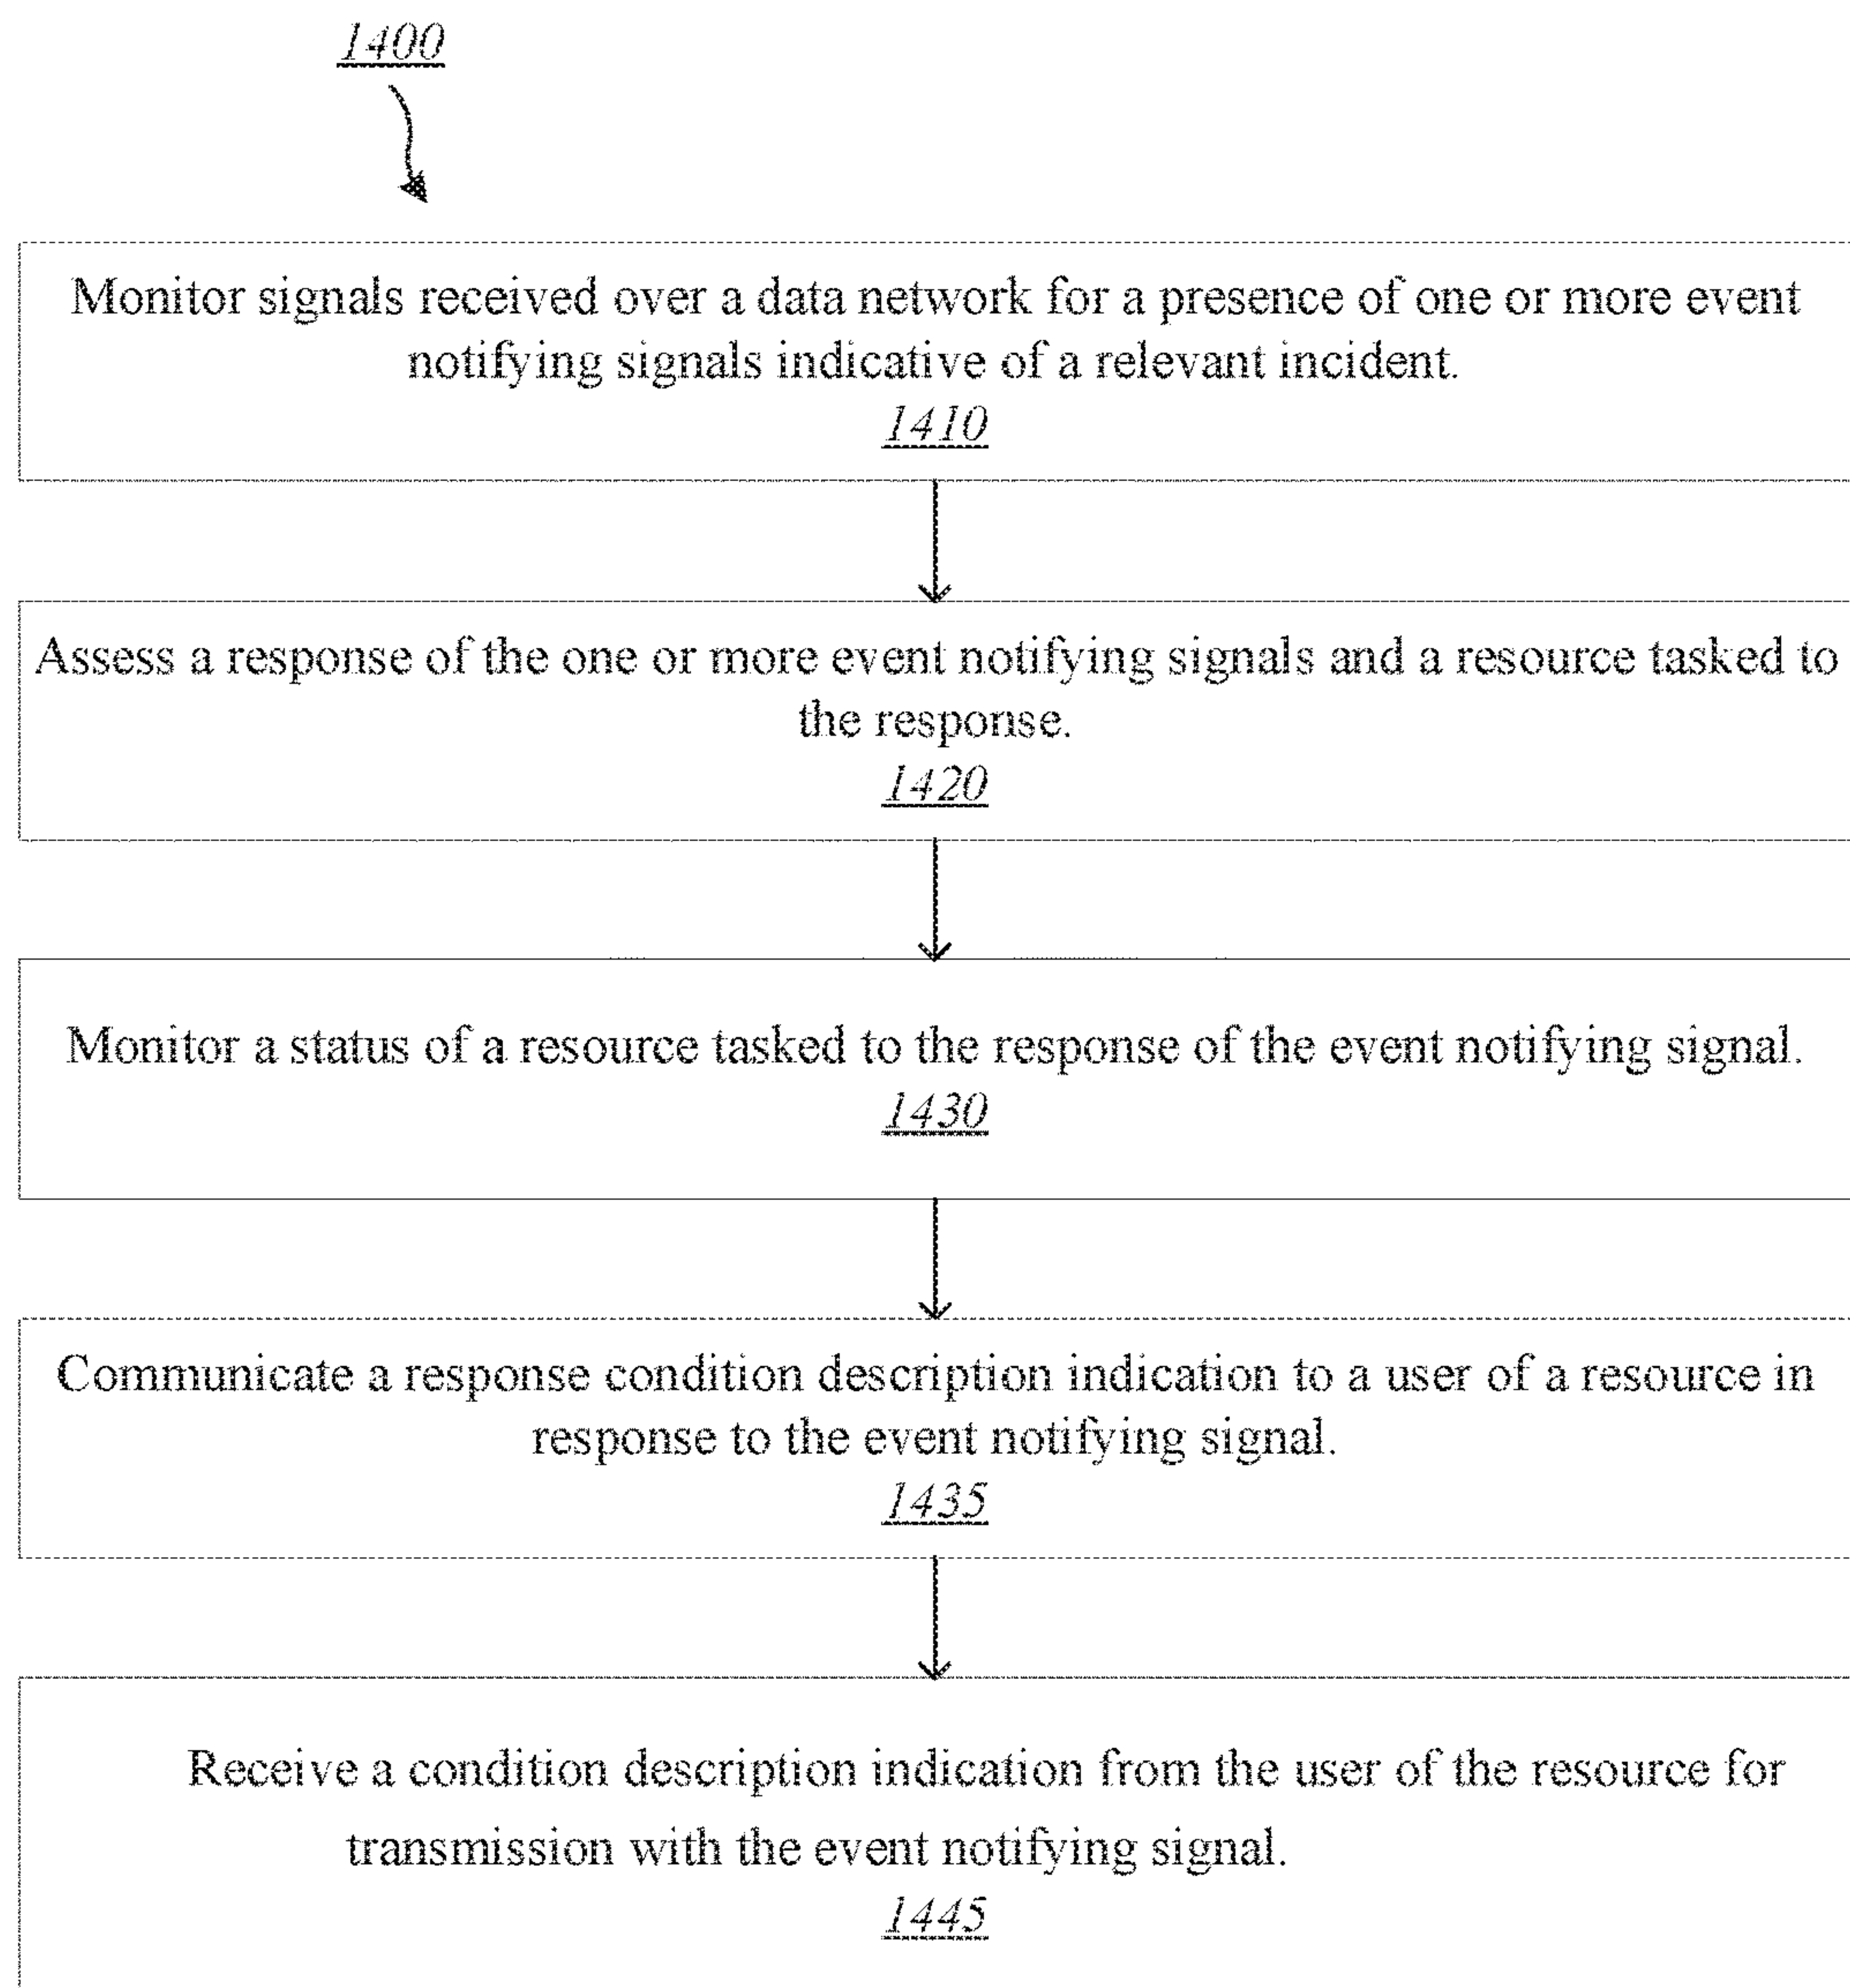 1400
Monitor signals received over a data network for a presence of one or more event
notifying signals indicative of a relevant incident.
1410
Assess a response of the one or more event notifying signals and a resource tasked to
the response.
1420
Monitor a status of a resource tasked to the response of the event notifying signal.
1430
Communicate a response condition description indication to a user of a resource in
response to the event notifying signal.
1435
Receive a condition description indication from the user of the resource for
transmission with the event notifying signal.
1445